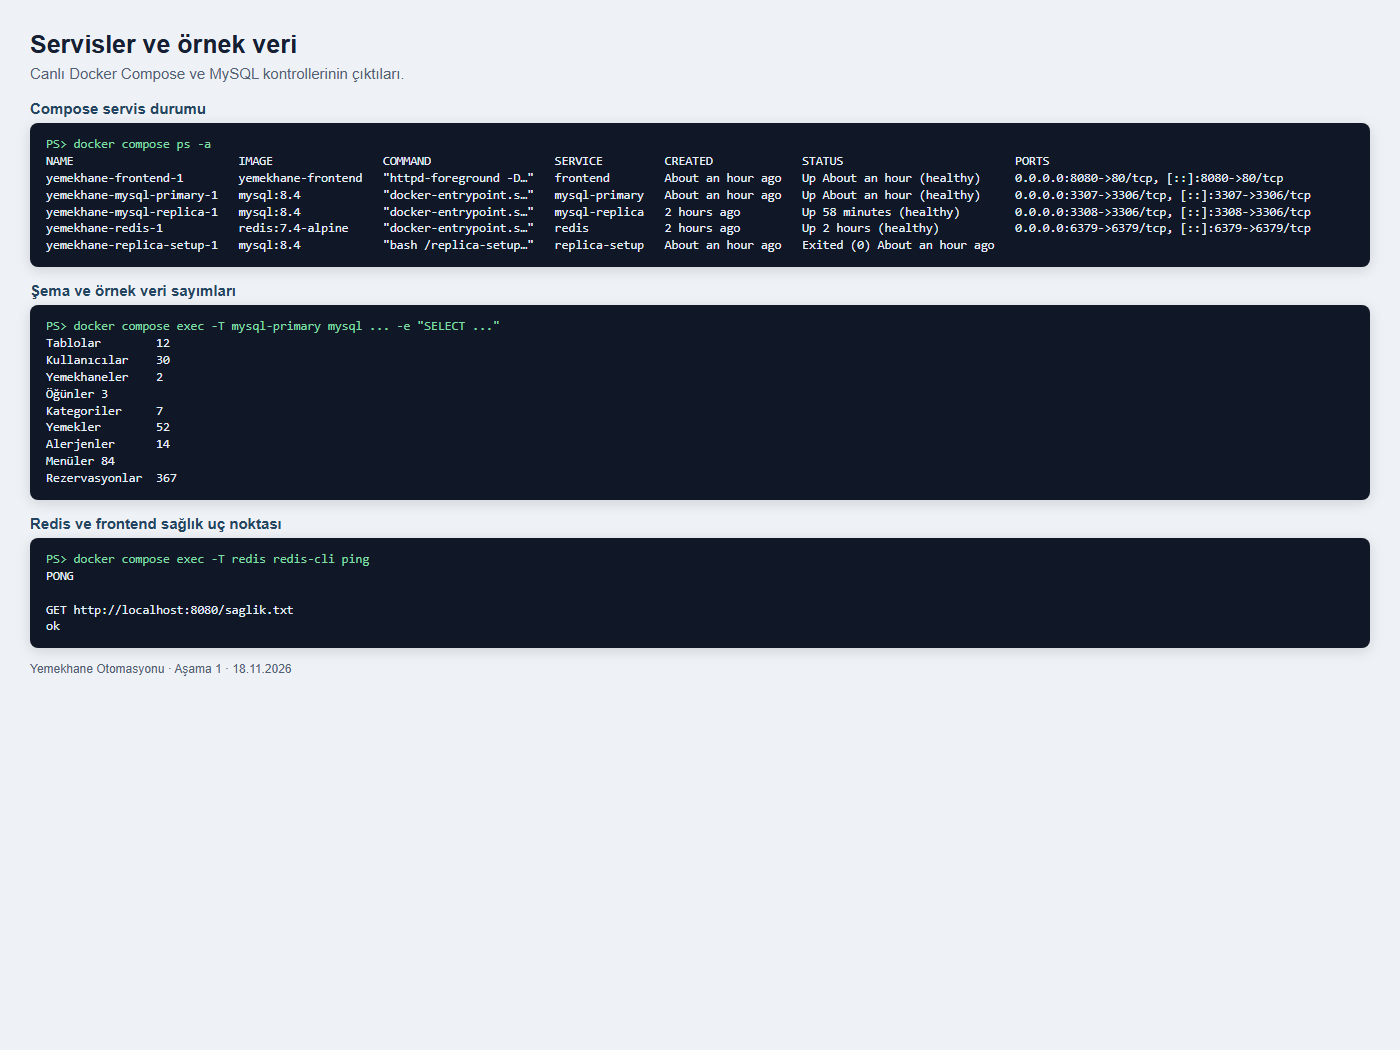 Servisler ve örnek veri
Canlı Docker Compose ve MySQL kontrollerinin çıktıları.
Compose servis durumu
PS> docker compose ps -a
NAME IMAGE COMMAND SERVICE CREATED STATUS PORTS
yemekhane-frontend-1 yemekhane-frontend "httpd-foreground -D…" frontend About an hour ago Up About an hour (healthy) 0.0.0.0:8080->80/tcp, [::]:8080->80/tcp
yemekhane-mysql-primary-1 mysql:8.4 "docker-entrypoint.s…" mysql-primary About an hour ago Up About an hour (healthy) 0.0.0.0:3307->3306/tcp, [::]:3307->3306/tcp
yemekhane-mysql-replica-1 mysql:8.4 "docker-entrypoint.s…" mysql-replica 2 hours ago Up 58 minutes (healthy) 0.0.0.0:3308->3306/tcp, [::]:3308->3306/tcp
yemekhane-redis-1 redis:7.4-alpine "docker-entrypoint.s…" redis 2 hours ago Up 2 hours (healthy) 0.0.0.0:6379->6379/tcp, [::]:6379->6379/tcp
yemekhane-replica-setup-1 mysql:8.4 "bash /replica-setup…" replica-setup About an hour ago Exited (0) About an hour ago
Şema ve örnek veri sayımları
PS> docker compose exec -T mysql-primary mysql ... -e "SELECT ..."
Tablolar 12
Kullanıcılar 30
Yemekhaneler 2
Öğünler 3
Kategoriler 7
Yemekler 52
Alerjenler 14
Menüler 84
Rezervasyonlar 367
Redis ve frontend sağlık uç noktası
PS> docker compose exec -T redis redis-cli ping
PONG
GET http://localhost:8080/saglik.txt
ok
Yemekhane Otomasyonu · Aşama 1 · 18.11.2026